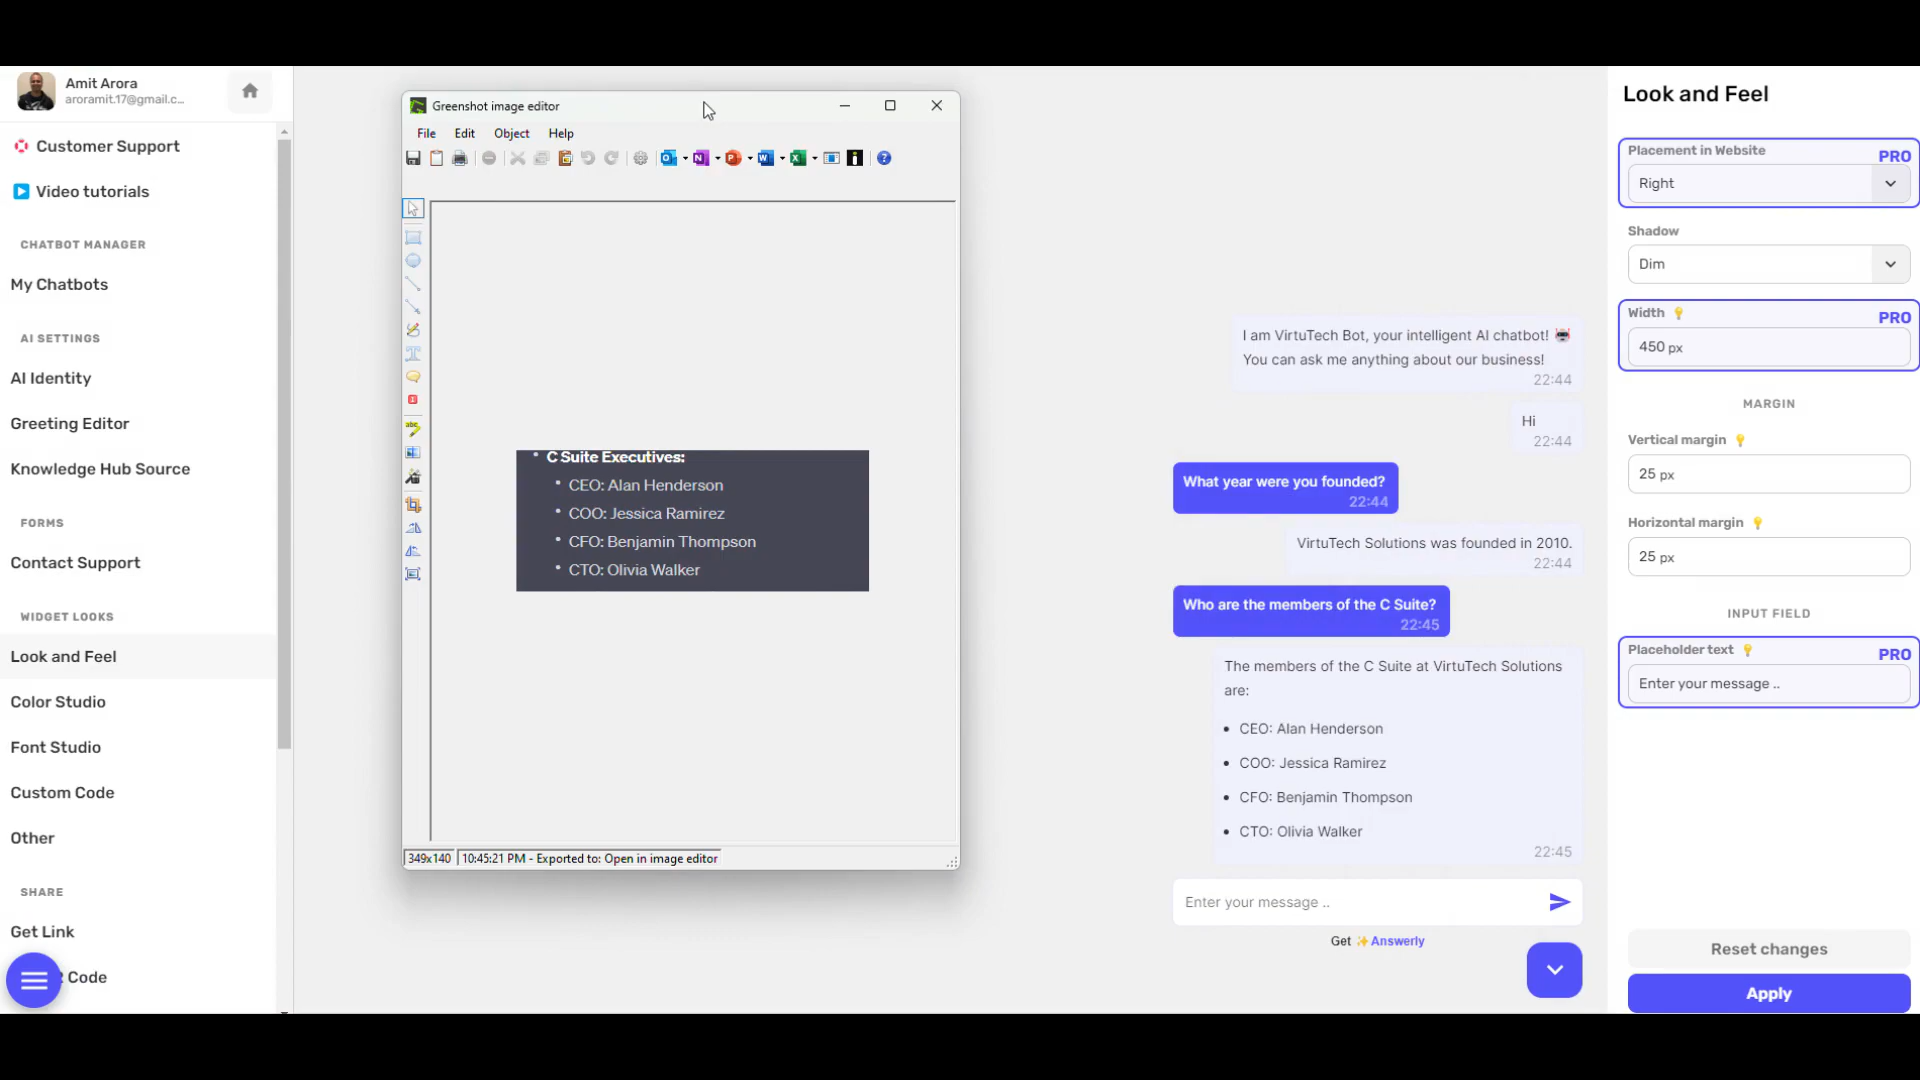 Amit Arora
aroramit.17@gmail.c...
Customer Support
Video tutorials
CHATBOT MANAGER
My Chatbots
AI SETTINGS
AI Identity
Greeting Editor
Knowledge Hub Source
FORMS
Contact Support
WIDGET LOOKS
Look and Feel
Color Studio
Font Studio
Custom Code
Other
SHARE
Get Link
Code
Greenshot image editor
File Edit Object Help
C Suite Executives:
CEO: Alan Henderson
COO: Jessica Ramirez
CFO: Benjamin Thompson
CTO: Olivia Walker
349x140 10:45:21 PM - Exported to: Open in image editor
I am VirtuTech Bot, your intelligent AI chatbot!
You can ask me anything about our business!
22:44
Hi
22:44
What year were you founded?
22:44
VirtuTech Solutions was founded in 2010.
22:44
Who are the members of the C Suite?
22:45
The members of the C Suite at VirtuTech Solutions
are:
• CEO: Alan Henderson
• COO: Jessica Ramirez
• CFO: Benjamin Thompson
• CTO: Olivia Walker
22:45
Enter your message ..
Get ✨Answerly
Look and Feel
Placement in Website PRO
Right
Shadow
Dim
Width PRO
450 px
MARGIN
Vertical margin
25 px
Horizontal margin
25 px
INPUT FIELD
Placeholder text PRO
Enter your message ..
Reset changes
Apply